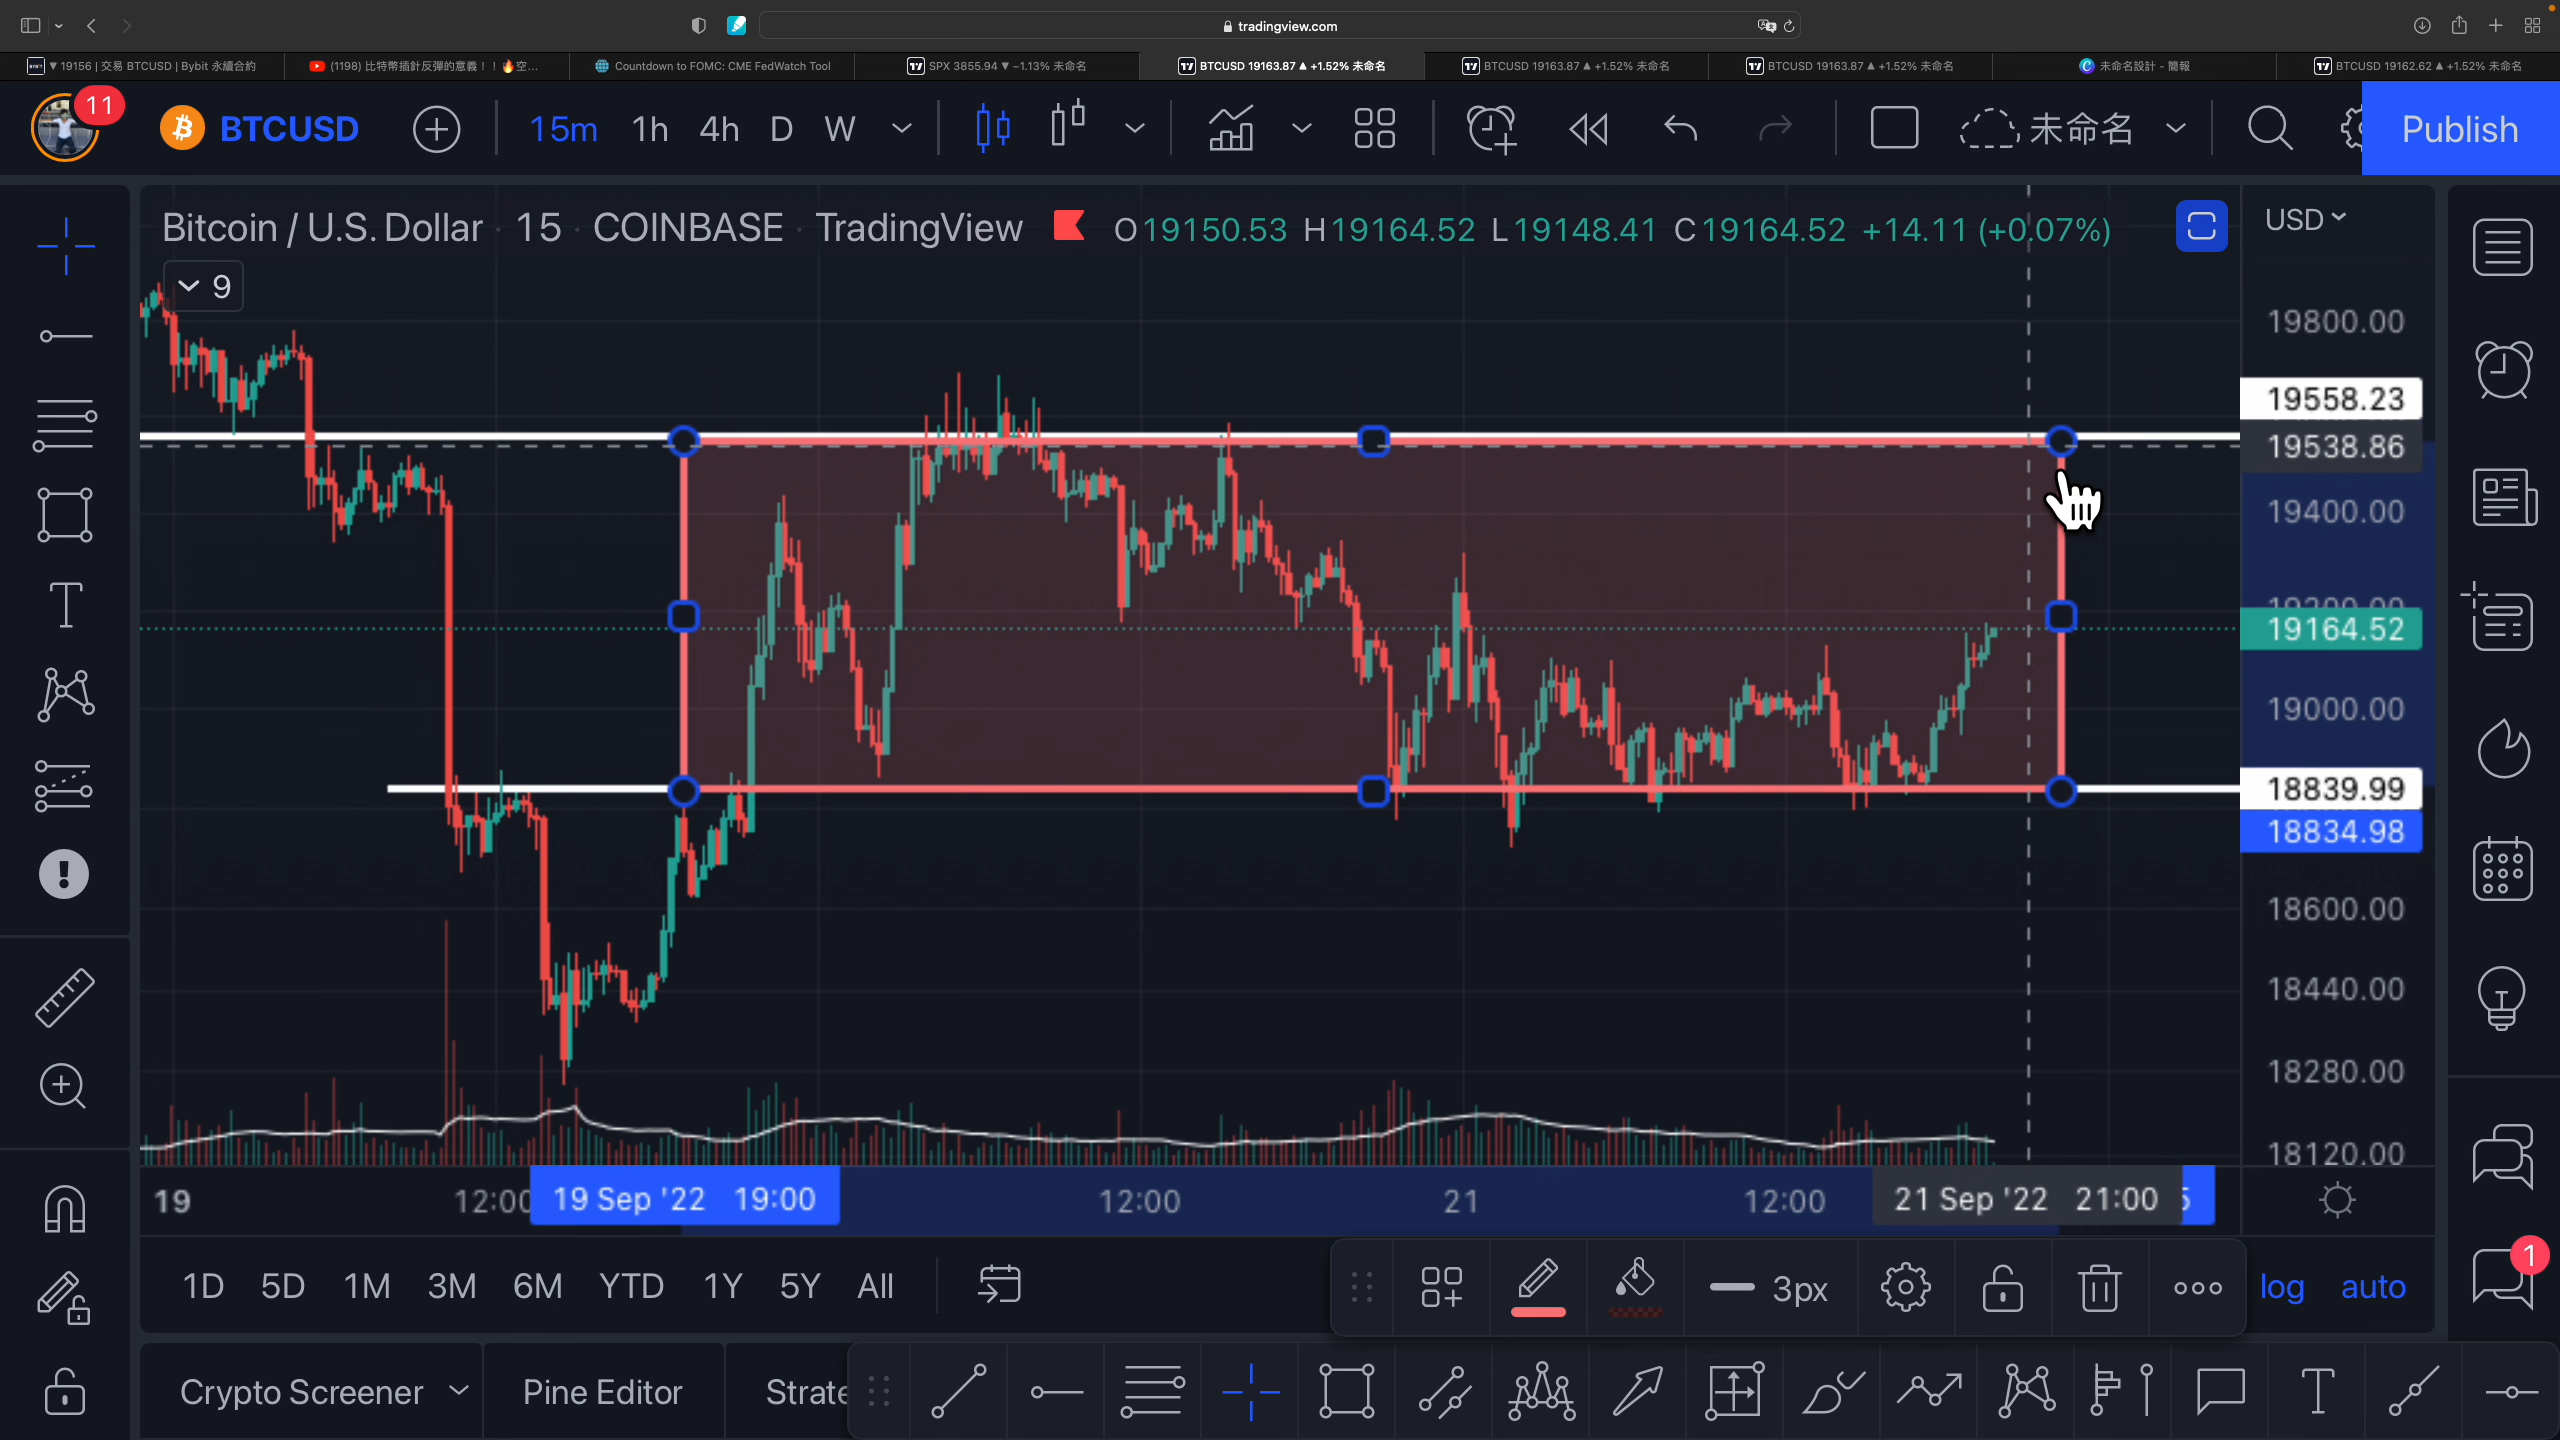 tradingview.com
▼ 19156 | 交易 BTCUSD | Bybit 永續合約
(1198) 比特幣插針反彈的意義！！🔥空...
Countdown to FOMC: CME FedWatch Tool
SPX 3855.94 ▼ −1.13% 未命名
BTCUSD 19163.87 ▲ +1.52% 未命名
BTCUSD 19163.87 ▲ +1.52% 未命名
BTCUSD 19163.87 ▲ +1.52% 未命名
未命名設計 - 簡報
BTCUSD 19162.62 ▲ +1.52% 未命名
11
BTCUSD
15m 1h 4h D W
未命名
Publish
Bitcoin / U.S. Dollar · 15 · COINBASE · TradingView
O19150.53 H19164.52 L19148.41 C19164.52 +14.11 (+0.07%)
USD
9
19800.00
19558.23
19538.86
19400.00
19164.52
19000.00
18839.99
18834.98
18600.00
18440.00
18280.00
18120.00
19 12:00 19 Sep '22 19:00 12:00 21 12:00 21 Sep '22 21:00
1D 5D 1M 3M 6M YTD 1Y 5Y All
3px
log auto
1
Crypto Screener Pine Editor Strate